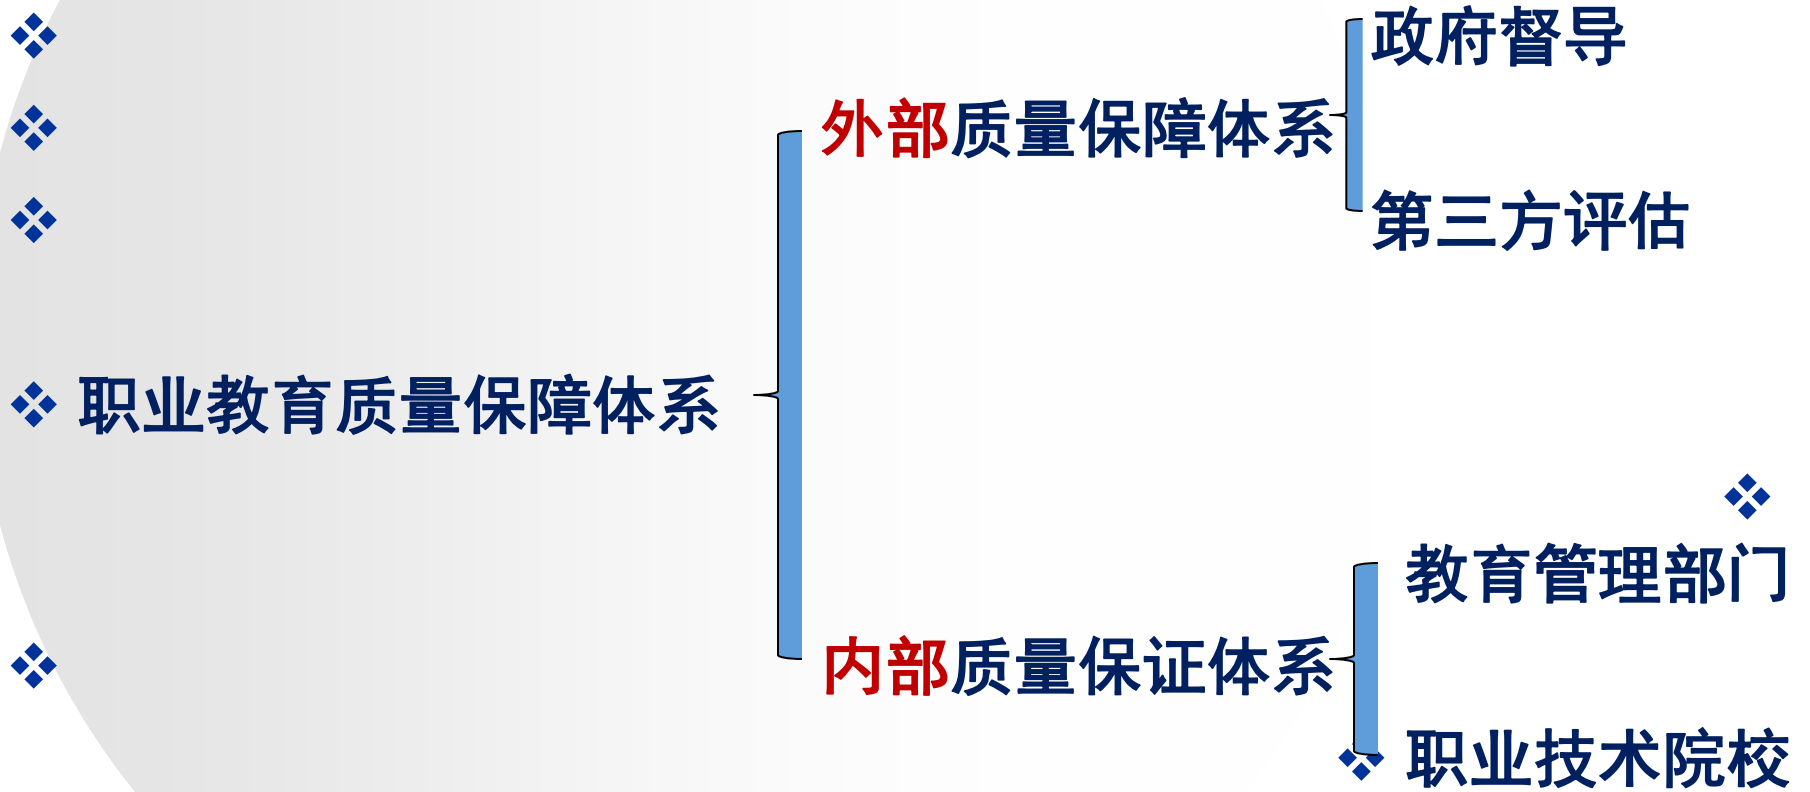 政府督导
外部质量保障体系
第三方评估
职业教育质量保障体系
教育管理部门
内部质量保证体系
职业技术院校